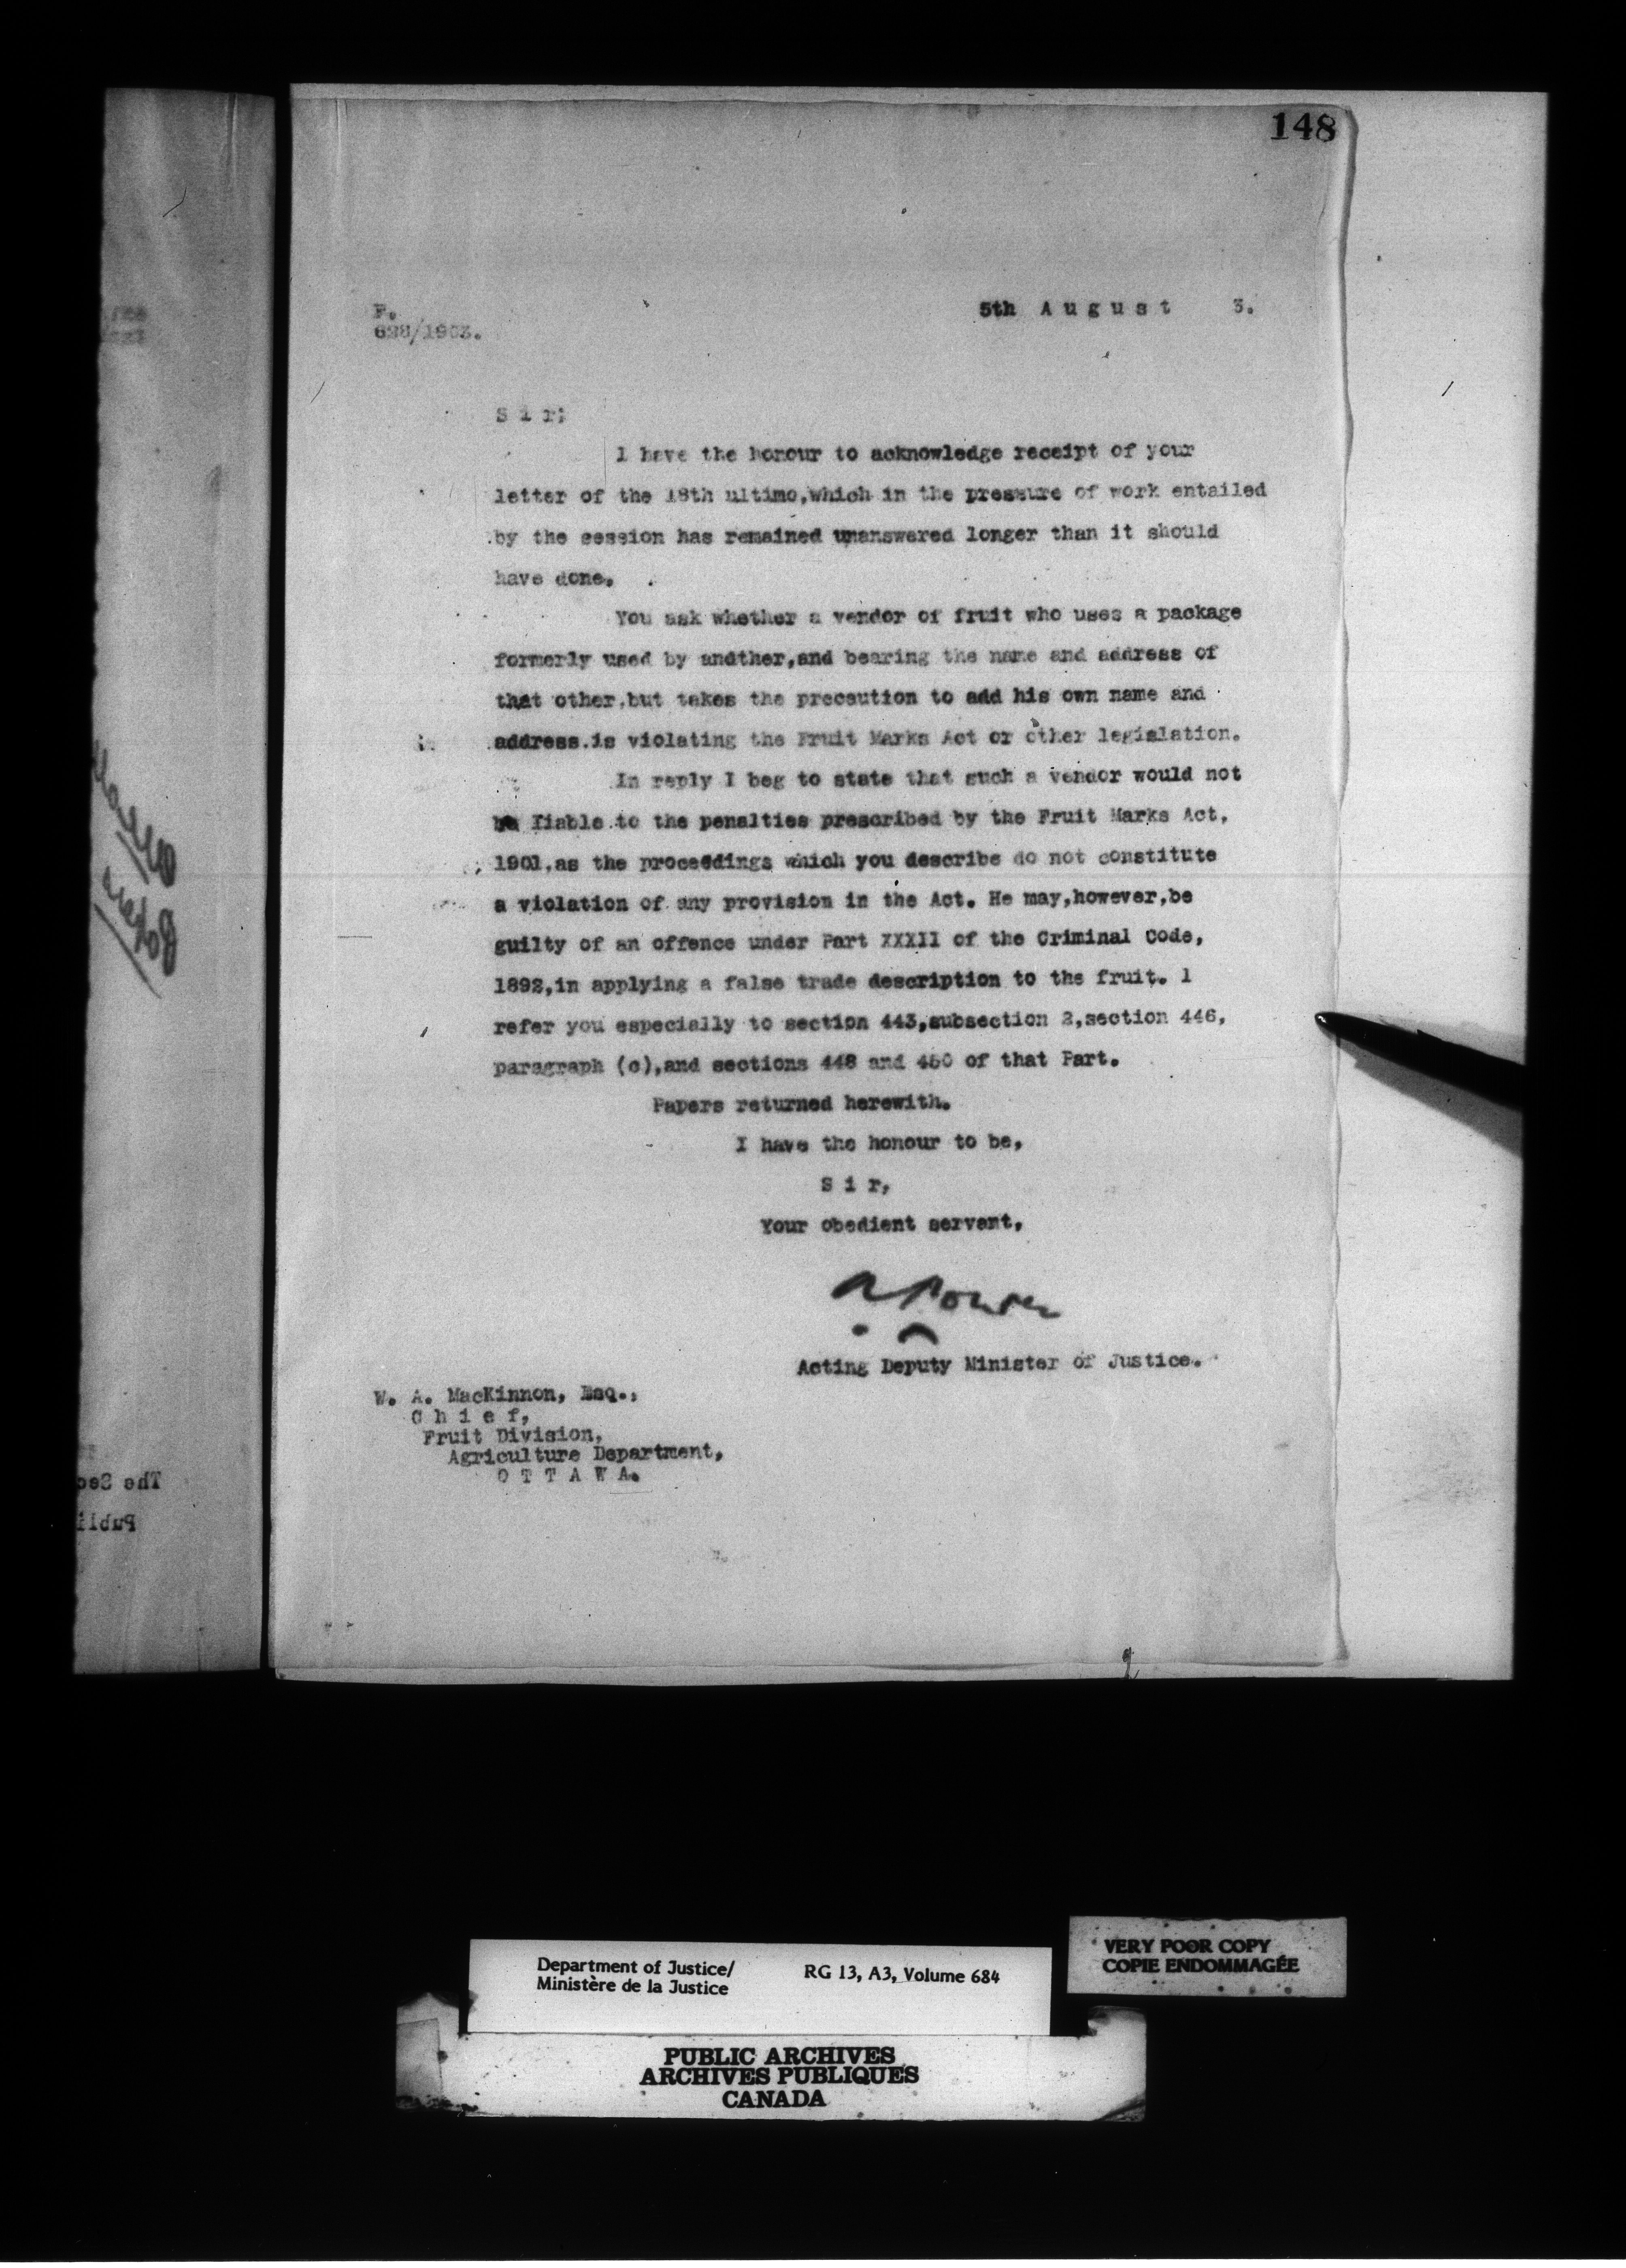 148
P.
628/1903.
5th August 3.
Sir:
I have the honour to acknowledge receipt of your
letter of the 18th ultimo, which in the pressure of work entailed
by the session has remained unanswered longer than it should
have done.
You ask whether a vendor of fruit who uses a package
formerly used by andther, and bearing the name and address of
that other, but takes the precaution to add his own name and
address, is violating the Fruit Marks Act or other legislation.
In reply I beg to state that such a vendor would not
be liable to the penalties prescribed by the Fruit Marks Act,
1901, as the proceedings which you describe do not constitute
a violation of any provision in the Act. He may, however, be
guilty of an offence under Part XXXII of the Criminal Code,
1892, in applying a false trade description to the fruit. I
refer you especially to section 443, subsection 2, section 446,
paragraph (c), and sections 448 and 450 of that Part.
Papers returned herewith.
I have the honour to be,
Sir,
Your obedient servant,
A Power
Acting Deputy Minister of Justice.
W. A. MacKinnon, Esq.,
Chief,
Fruit Division,
Agriculture Department,
OTTAWA.
The Sec
Publi
Department of Justice/
Ministère de la Justice
RG 13, A3, Volume 684
VERY POOR COPY
COPIE ENDOMMAGÉE
PUBLIC ARCHIVES
ARCHIVES PUBLIQUES
CANADA